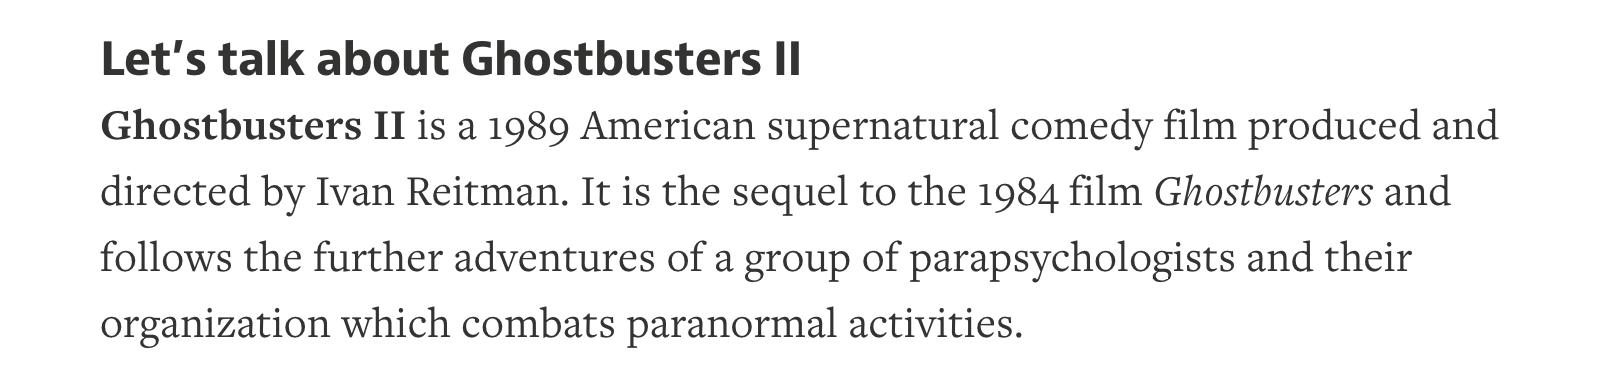 Let’s talk about Ghostbusters II
Ghostbusters II is a 1989 American supernatural comedy film produced and
directed by Ivan Reitman. It is the sequel to the 1984 film Ghostbusters and
follows the further adventures of a group of parapsychologists and their
organization which combats paranormal activities.